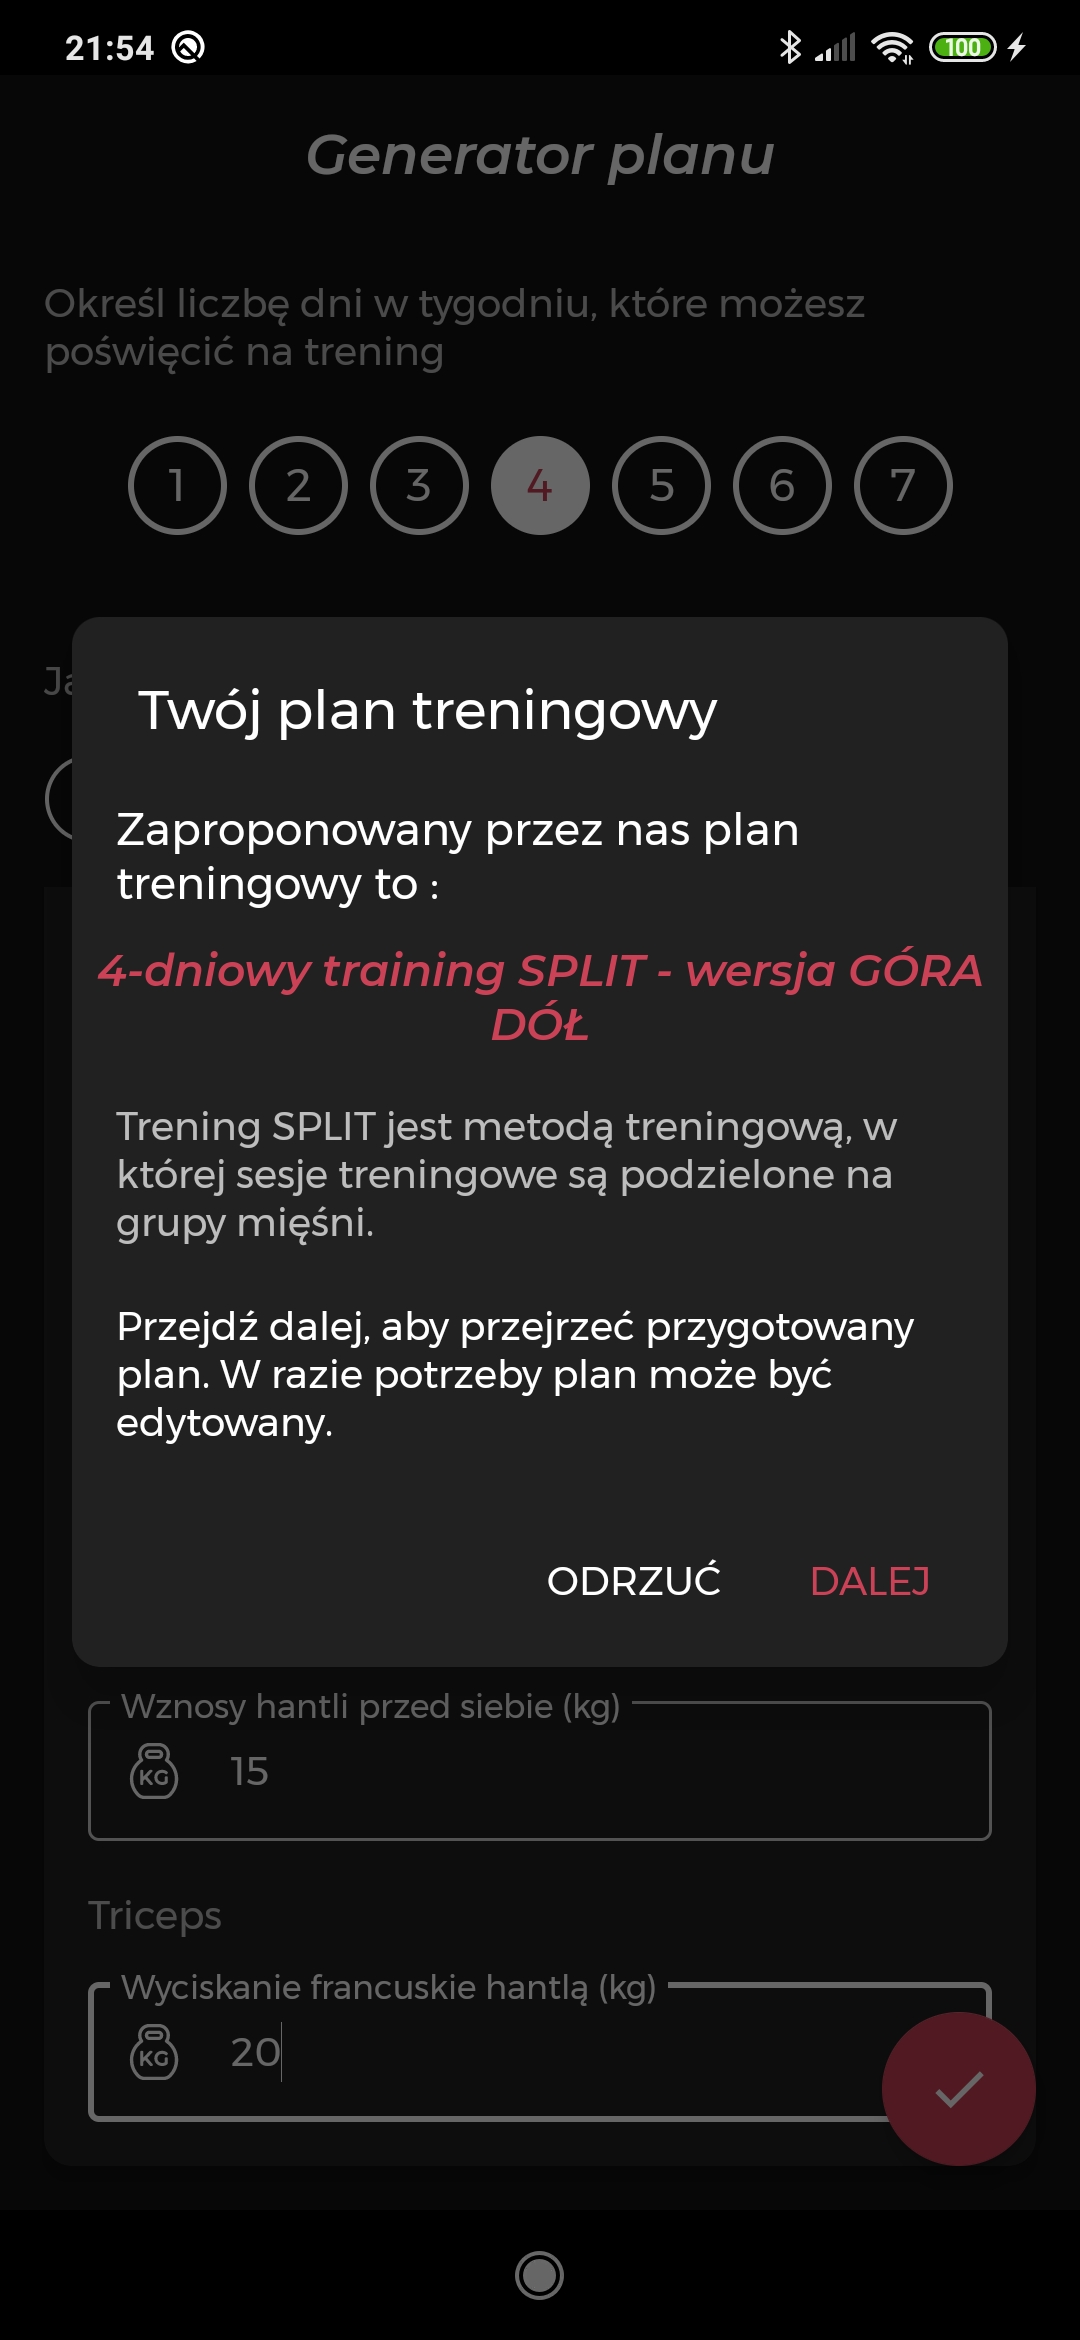 21:54
100
Generator planu
Określ liczbę dni w tygodniu, które możesz
poświęcić na trening
1 2 3 4 5 6 7
Twój plan treningowy
Zaproponowany przez nas plan
treningowy to :
4-dniowy training SPLIT - wersja GÓRA
DÓŁ
Trening SPLIT jest metodą treningową, w
której sesje treningowe są podzielone na
grupy mięśni.
Przejdź dalej, aby przejrzeć przygotowany
plan. W razie potrzeby plan może być
edytowany.
ODRZUĆ DALEJ
Wznosy hantli przed siebie (kg)
KG 15
Triceps
Wyciskanie francuskie hantlą (kg)
KG 20